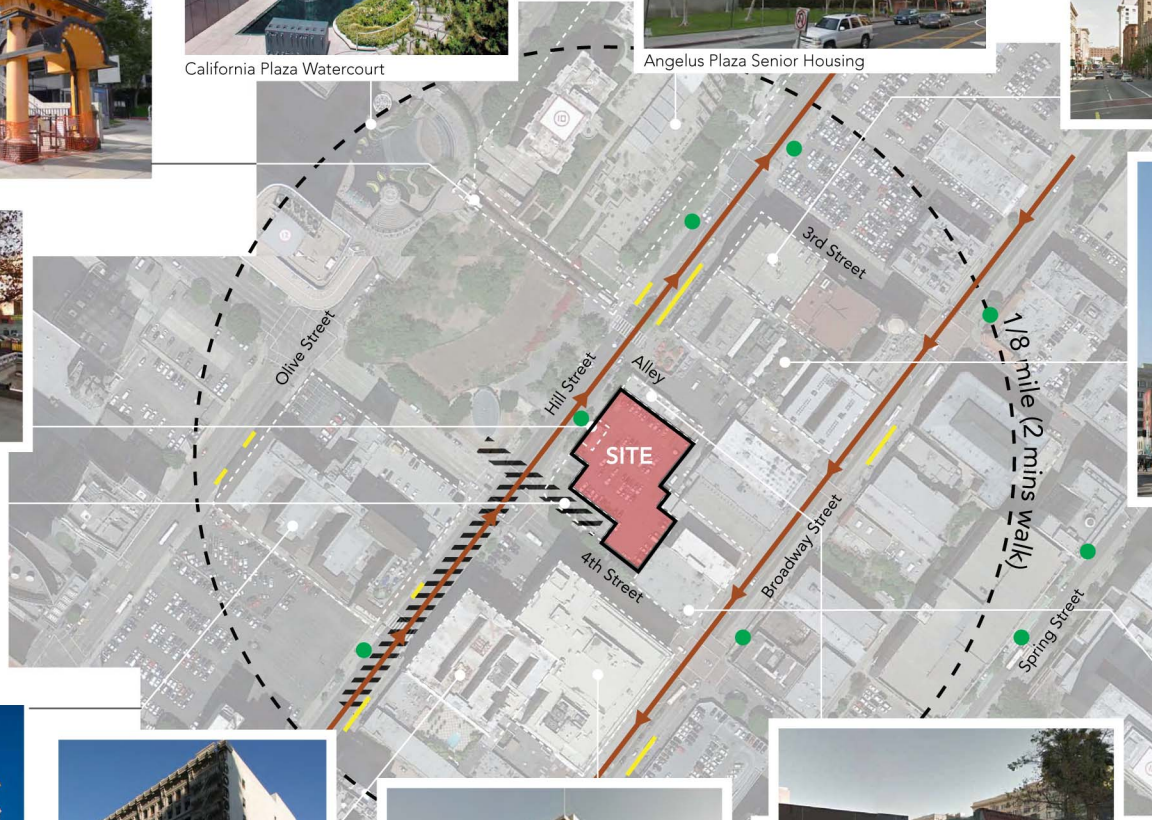 California Plaza Watercourt
Angelus Plaza Senior Housing
3rd Street
Olive Street
Hill Street
Alley
1/8 mile (2 mins walk)
SITE
Broadway Street
4th Street
Spring Street